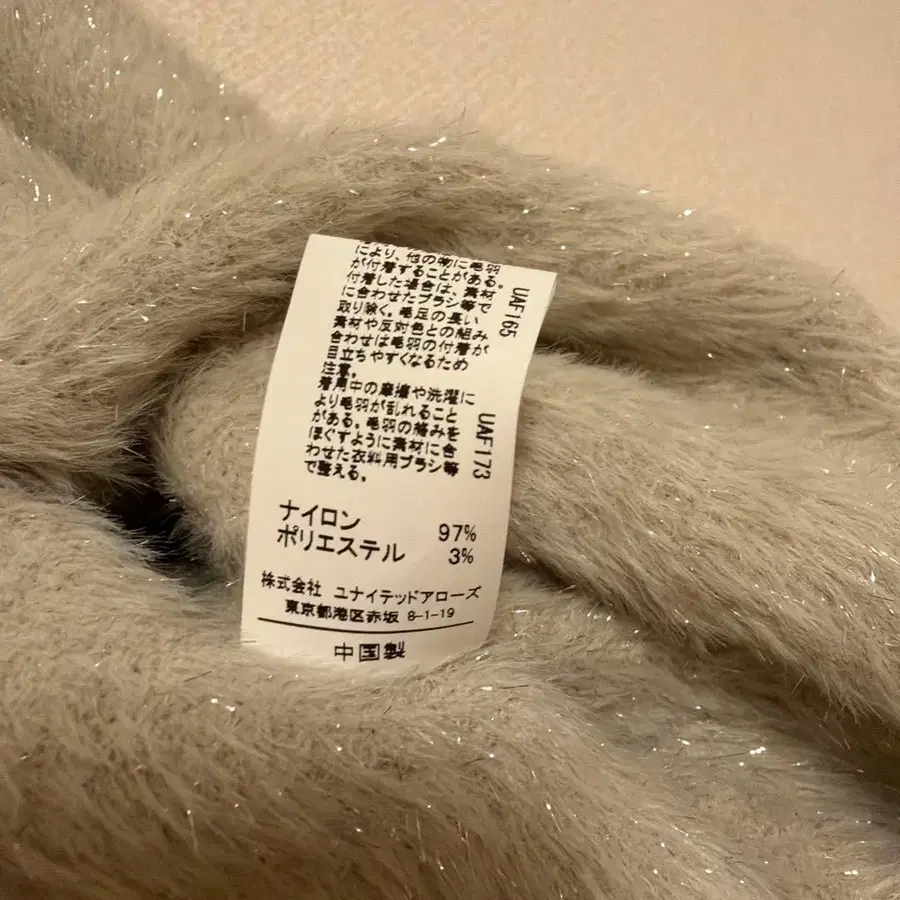 により、他の物に毛羽
が付着することがある。
付着した場合は、素材
に合わせたブラシ等で
取り除く。毛足の長い
素材や反対色との組み
合わせは毛羽の付着が
目立ちやすくなるため
注意。
着用中の摩擦や洗濯に
より毛羽が乱れること
がある。毛羽の絡みを
ほぐすように素材に合
わせた衣料用ブラシ等
で整える。
UAF165
UAF173
ナイロン 97%
ポリエステル 3%
株式会社 ユナイテッドアローズ
東京都港区赤坂 8-1-19
中国製